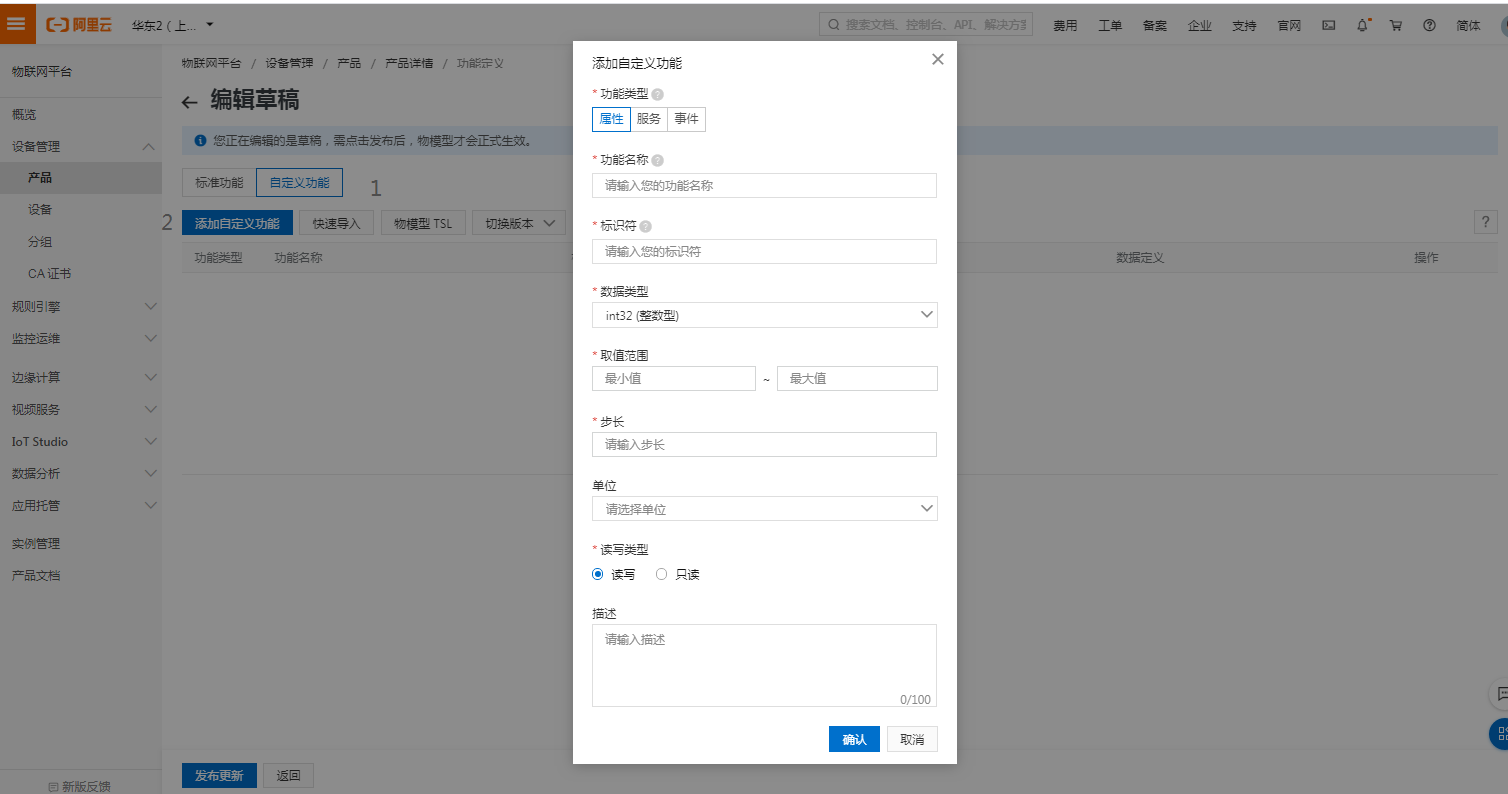 阿里云 华东2（上... 搜索文档、控制台、API、解决方案 费用 工单 备案 企业 支持 官网 简体
物联网平台
概览
设备管理
产品
设备
分组
CA 证书
规则引擎
监控运维
边缘计算
视频服务
IoT Studio
数据分析
应用托管
实例管理
产品文档
新版反馈
物联网平台 / 设备管理 / 产品 / 产品详情 / 功能定义
← 编辑草稿
您正在编辑的是草稿，需点击发布后，物模型才会正式生效。
标准功能 自定义功能 1
2 添加自定义功能 快速导入 物模型 TSL 切换版本 ?
功能类型 功能名称 数据定义 操作
发布更新 返回
添加自定义功能
* 功能类型 ?
属性 服务 事件
* 功能名称 ?
请输入您的功能名称
* 标识符 ?
请输入您的标识符
* 数据类型
int32 (整数型)
* 取值范围
最小值 ~ 最大值
* 步长
请输入步长
单位
请选择单位
* 读写类型
读写 只读
描述
请输入描述
0/100
确认 取消